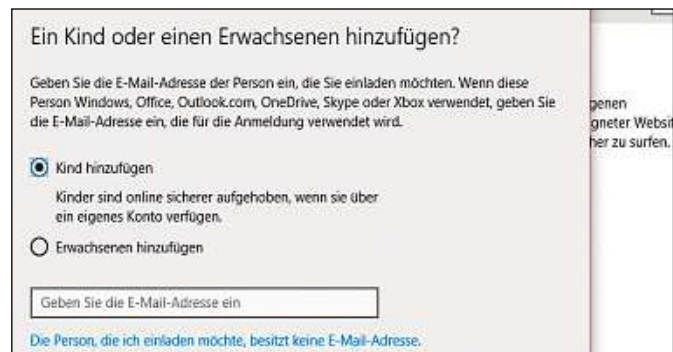 Ein Kind oder einen Erwachsenen hinzufügen?
Geben Sie die E-Mail-Adresse der Person ein, die Sie einladen möchten. Wenn diese
Person Windows, Office, Outlook.com, OneDrive, Skype oder Xbox verwendet, geben Sie
die E-Mail-Adresse ein, die für die Anmeldung verwendet wird.
genen
gneter Websit
her zu surfen.
Kind hinzufügen
Kinder sind online sicherer aufgehoben, wenn sie über
ein eigenes Konto verfügen.
Erwachsenen hinzufügen
Geben Sie die E-Mail-Adresse ein
Die Person, die ich einladen möchte, besitzt keine E-Mail-Adresse.